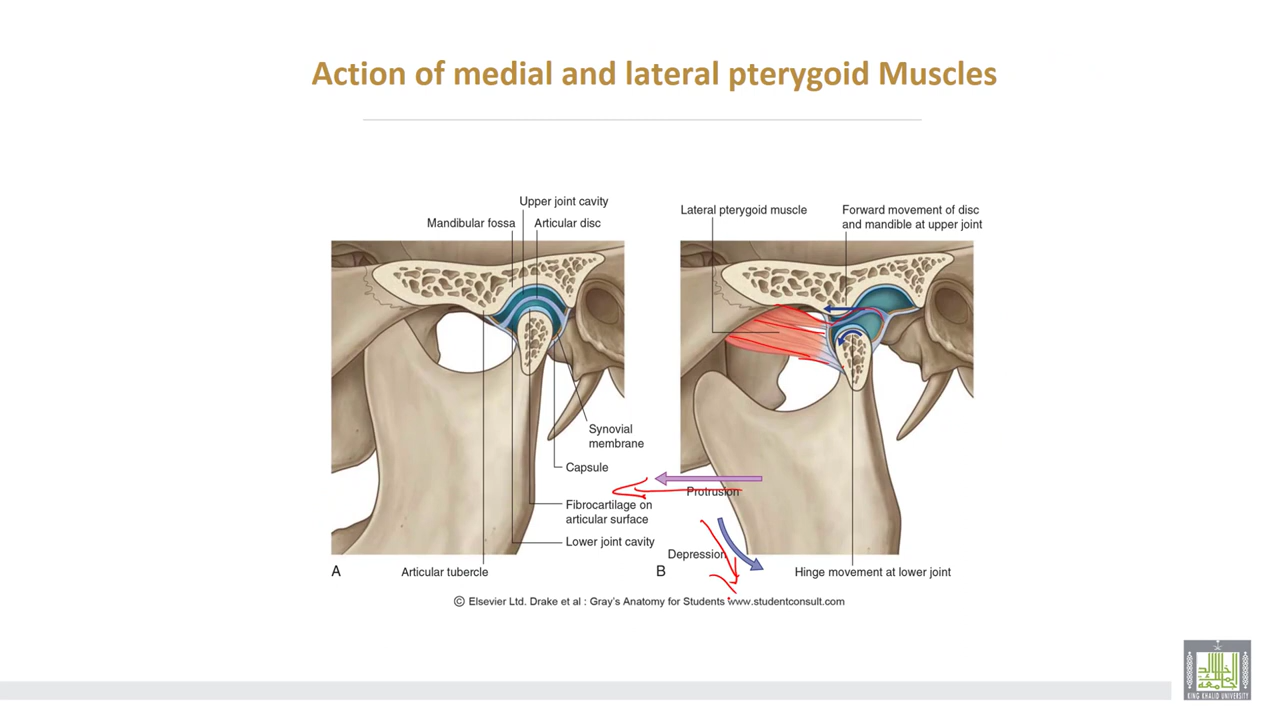 Action of medial and lateral pterygoid Muscles
Upper joint cavity
Mandibular fossa
Articular disc
Synovial
membrane
Capsule
Fibrocartilage on
articular surface
Lower joint cavity
A
Articular tubercle
Lateral pterygoid muscle
Forward movement of disc
and mandible at upper joint
Protrusion
Depression
B
Hinge movement at lower joint
© Elsevier Ltd. Drake et al : Gray's Anatomy for Students www.studentconsult.com
KING KHALID UNIVERSITY